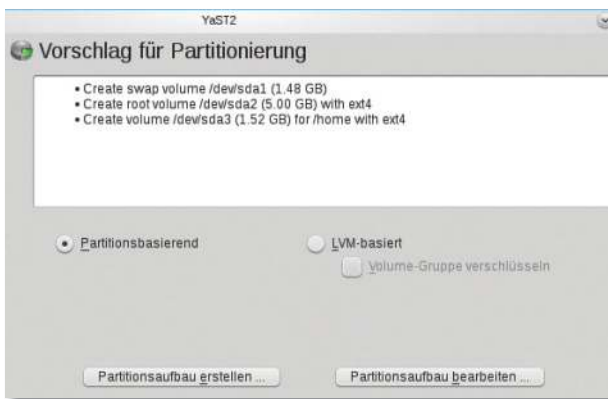 YaST2
Vorschlag für Partitionierung
• Create swap volume /dev/sda1 (1.48 GB)
• Create root volume /dev/sda2 (5.00 GB) with ext4
• Create volume /dev/sda3 (1.52 GB) for /home with ext4
Partitionsbasierend
LVM-basiert
Volume-Gruppe verschlüsseln
Partitionsaufbau erstellen ...
Partitionsaufbau bearbeiten ...